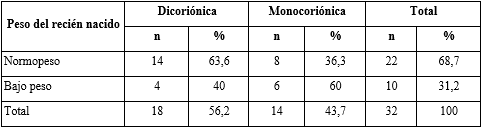 Peso del recién nacido Dicoriónica Monocoriónica Total
n % n % n %
Normopeso 14 63,6 8 36,3 22 68,7
Bajo peso 4 40 6 60 10 31,2
Total 18 56,2 14 43,7 32 100